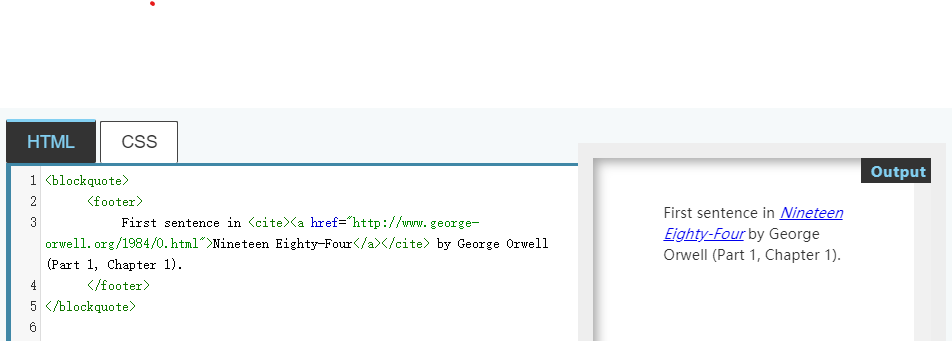 HTML CSS
Output
1 <blockquote>
2 <footer>
3 First sentence in <cite><a href="http://www.george-
orwell.org/1984/0.html">Nineteen Eighty-Four</a></cite> by George Orwell
(Part 1, Chapter 1).
4 </footer>
5 </blockquote>
6
First sentence in Nineteen
Eighty-Four by George
Orwell (Part 1, Chapter 1).